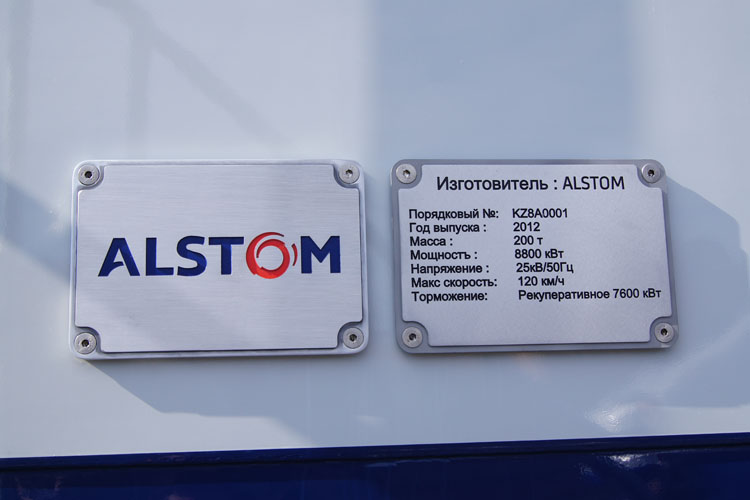 ALSTOM
Изготовитель : ALSTOM
Порядковый №: KZ8A0001
Год выпуска : 2012
Масса : 200 т
Мощность : 8800 кВт
Напряжение : 25кВ/50Гц
Макс скорость: 120 км/ч
Торможение: Рекуперативное 7600 кВт